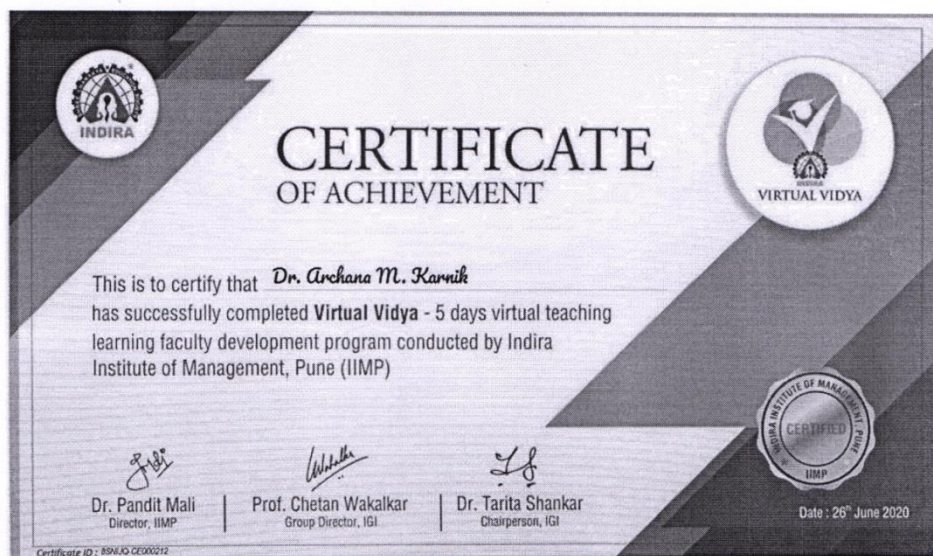 INDIRA
CERTIFICATE
OF ACHIEVEMENT
INDIRA
VIRTUAL VIDYA
This is to certify that Dr. Archana M. Karnik
has successfully completed Virtual Vidya - 5 days virtual teaching
learning faculty development program conducted by Indira
Institute of Management, Pune (IIMP)
INDIRA INSTITUTE OF MANAGEMENT, PUNE
CERTIFIED
IIMP
Dr. Pandit Mali
Director, IIMP
Prof. Chetan Wakalkar
Group Director, IGI
Dr. Tarita Shankar
Chairperson, IGI
Date : 26th June 2020
Certificate ID :